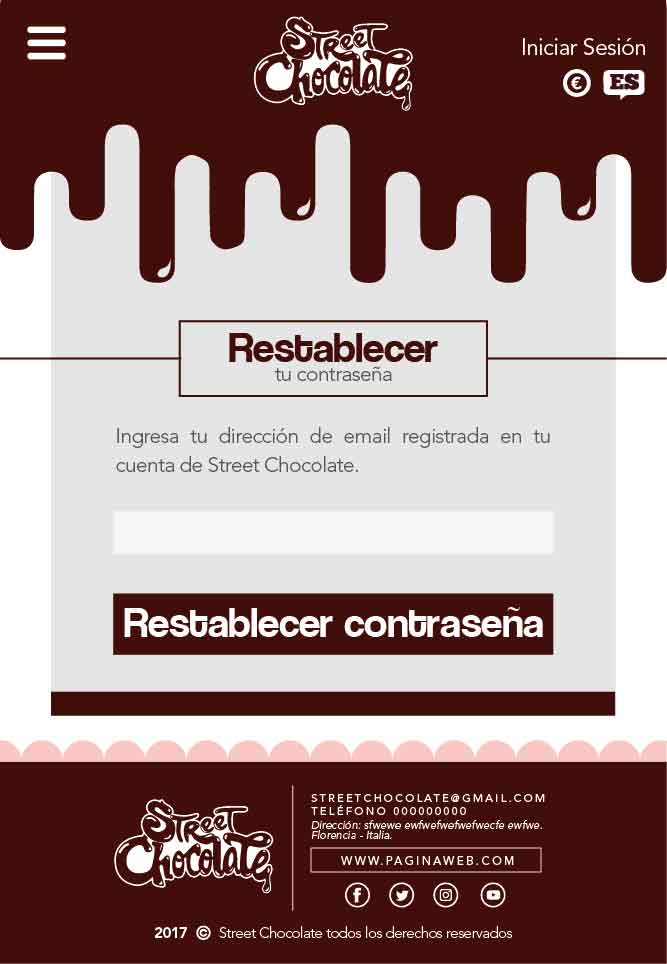 Street
Chocolate
Iniciar Sesión
€ ES
Restablecer
tu contraseña
Ingresa tu dirección de email registrada en tu
cuenta de Street Chocolate.
Restablecer contraseña
Street
Chocolate
STREETCHOCOLATE@GMAIL.COM
TELÉFONO 000000000
Dirección: sfwewe ewfwefwefwefwecfe ewfwe.
Florencia - Italia.
WWW.PAGINAWEB.COM
2017 © Street Chocolate todos los derechos reservados